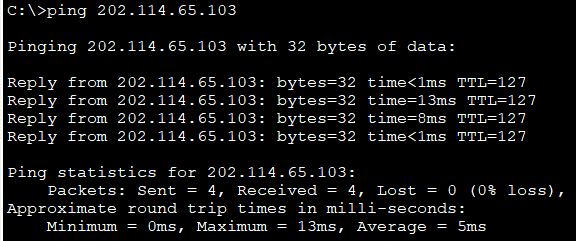 C:\>ping 202.114.65.103
Pinging 202.114.65.103 with 32 bytes of data:
Reply from 202.114.65.103: bytes=32 time<1ms TTL=127
Reply from 202.114.65.103: bytes=32 time=13ms TTL=127
Reply from 202.114.65.103: bytes=32 time=8ms TTL=127
Reply from 202.114.65.103: bytes=32 time<1ms TTL=127
Ping statistics for 202.114.65.103:
Packets: Sent = 4, Received = 4, Lost = 0 (0% loss),
Approximate round trip times in milli-seconds:
Minimum = 0ms, Maximum = 13ms, Average = 5ms